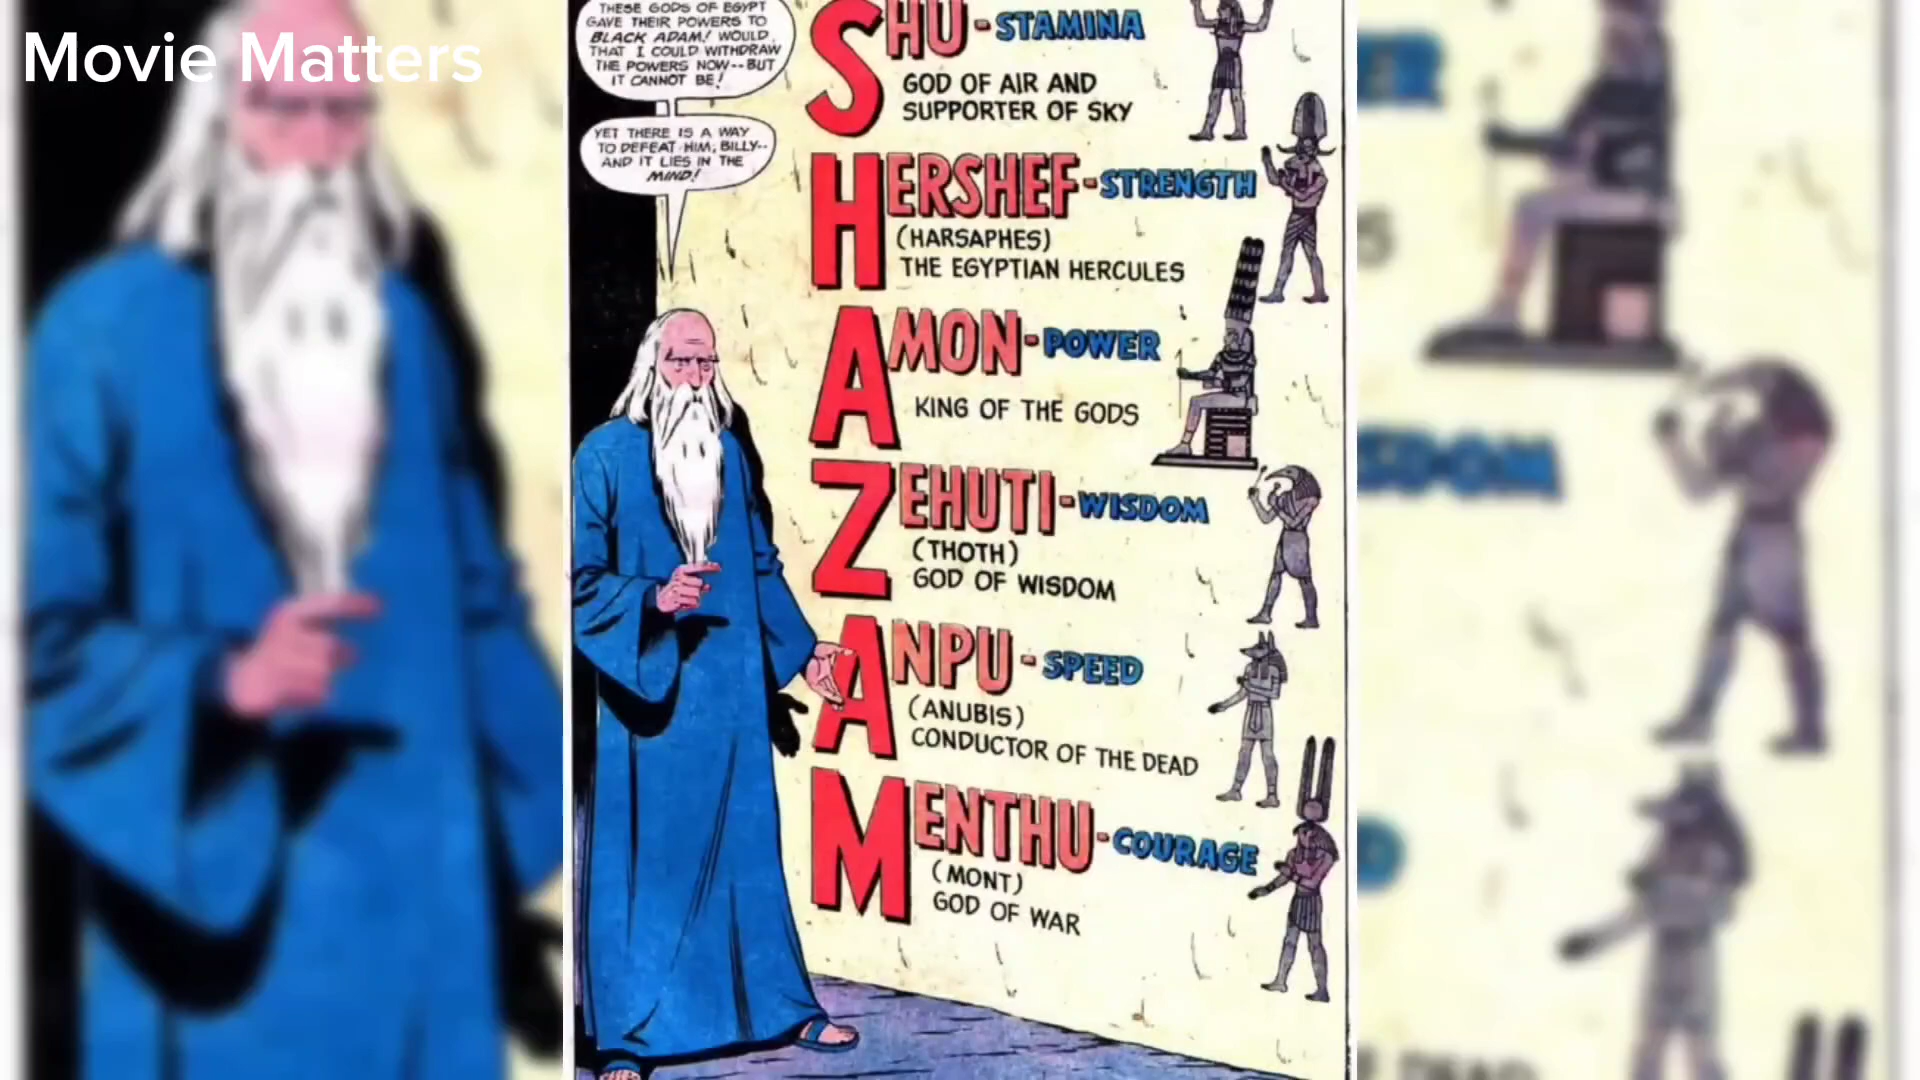 Movie Matters
THESE GODS OF EGYPT
GAVE THEIR POWERS TO
BLACK ADAM! WOULD
THAT I COULD WITHDRAW
THE POWERS NOW--BUT
IT CANNOT BE!
YET THERE IS A WAY
TO DEFEAT HIM, BILLY--
AND IT LIES IN THE
MIND!
SHU-STAMINA
GOD OF AIR AND
SUPPORTER OF SKY
HERSHEF-STRENGTH
(HARSAPHES)
THE EGYPTIAN HERCULES
AMON-POWER
KING OF THE GODS
ZEHUTI-WISDOM
(THOTH)
GOD OF WISDOM
ANPU-SPEED
(ANUBIS)
CONDUCTOR OF THE DEAD
MENTHU-COURAGE
(MONT)
GOD OF WAR